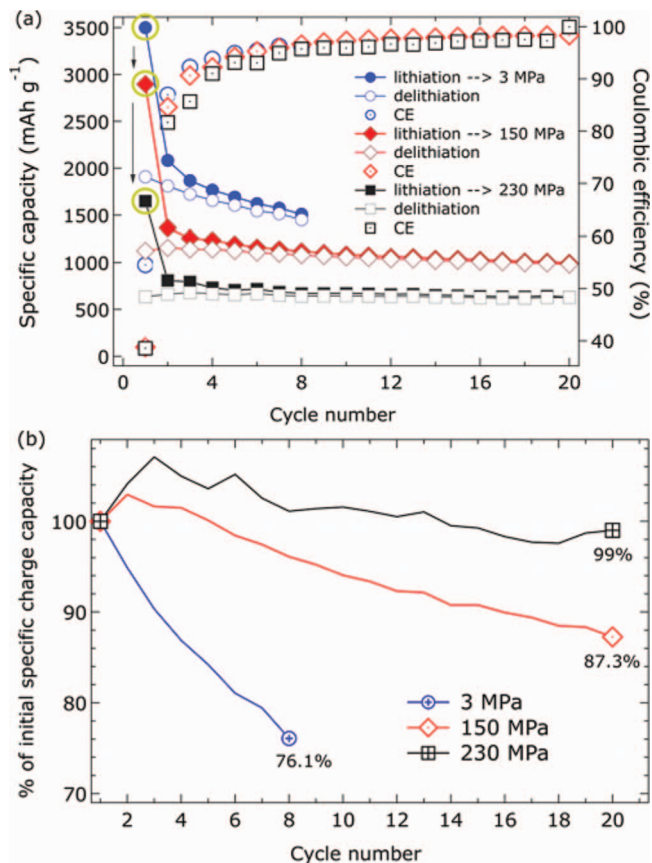 (a)
3500
3000
2500
2000
1500
1000
500
0
Specific capacity (mAh g⁻¹)
lithiation --> 3 MPa
delithiation
CE
lithiation --> 150 MPa
delithiation
CE
lithiation --> 230 MPa
delithiation
CE
100
90
80
70
60
50
40
Coulombic efficiency (%)
0 4 8 12 16 20
Cycle number
(b)
100
90
80
70
% of initial specific charge capacity
99%
87.3%
76.1%
3 MPa
150 MPa
230 MPa
2 4 6 8 10 12 14 16 18 20
Cycle number